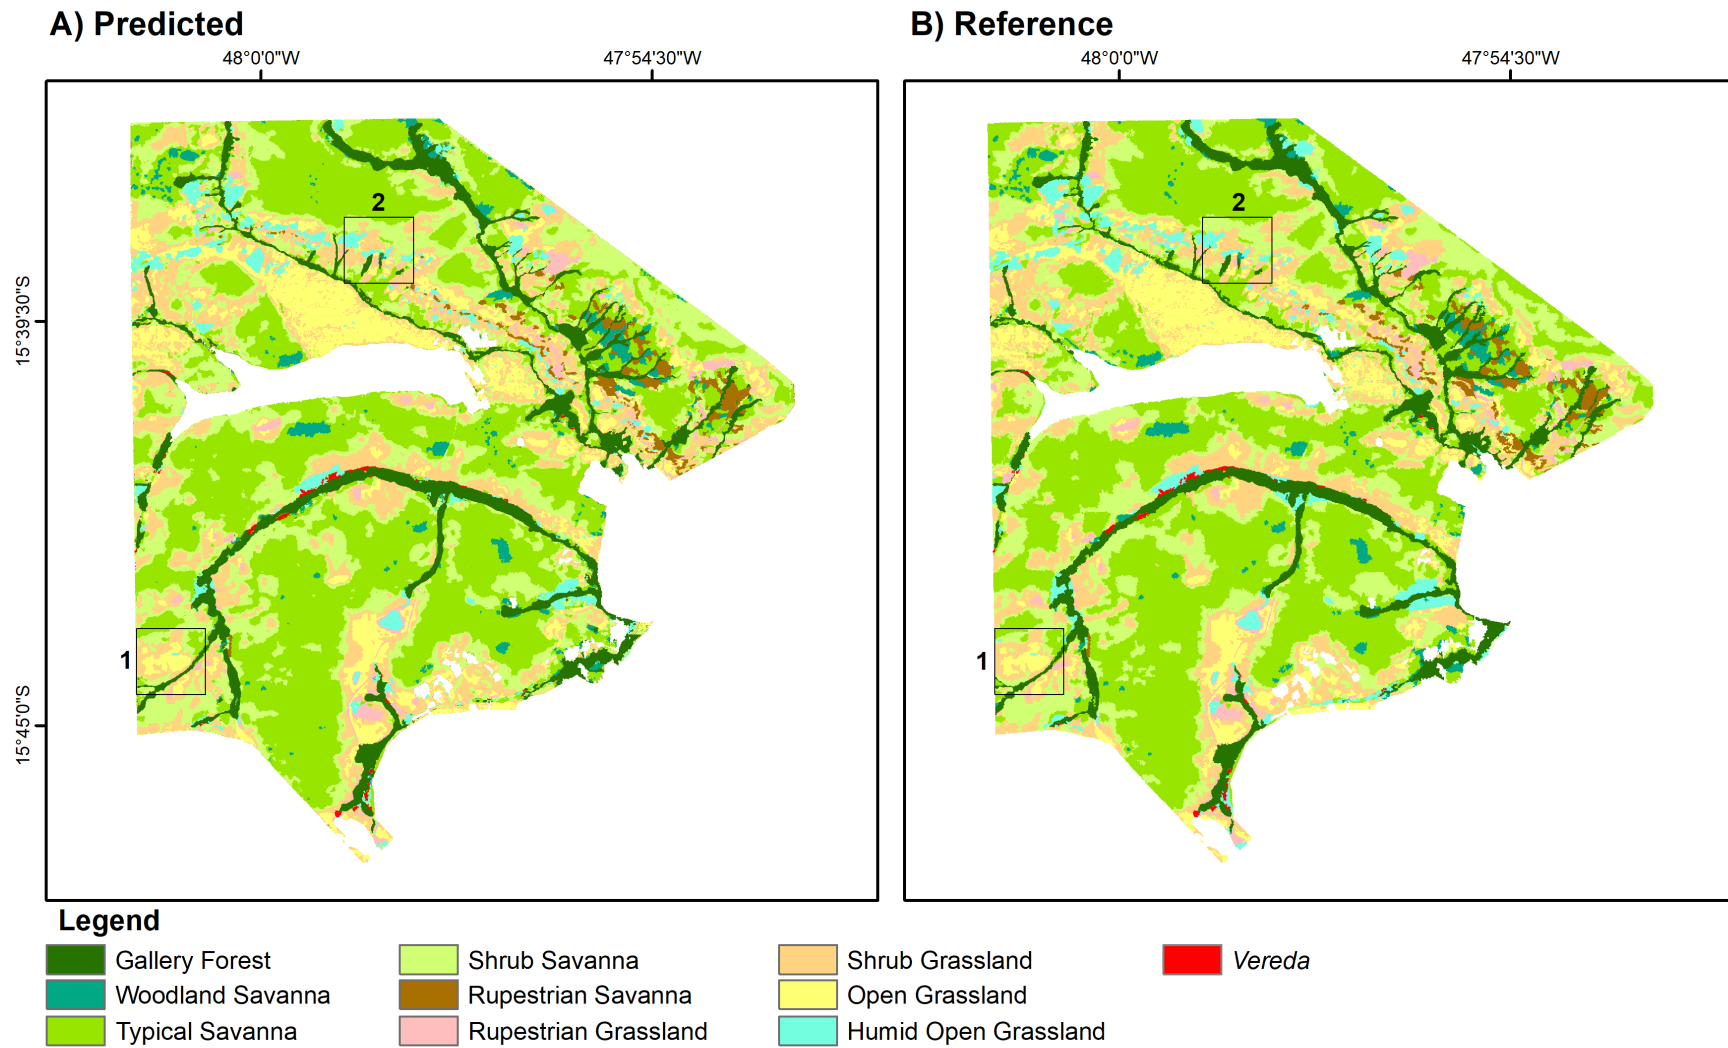 A) Predicted
B) Reference
48°0'0"W
47°54'30"W
48°0'0"W
47°54'30"W
2
2
15°39'30"S
1
1
15°45'0"S
Legend
Gallery Forest
Shrub Savanna
Shrub Grassland
Vereda
Woodland Savanna
Rupestrian Savanna
Open Grassland
Typical Savanna
Rupestrian Grassland
Humid Open Grassland